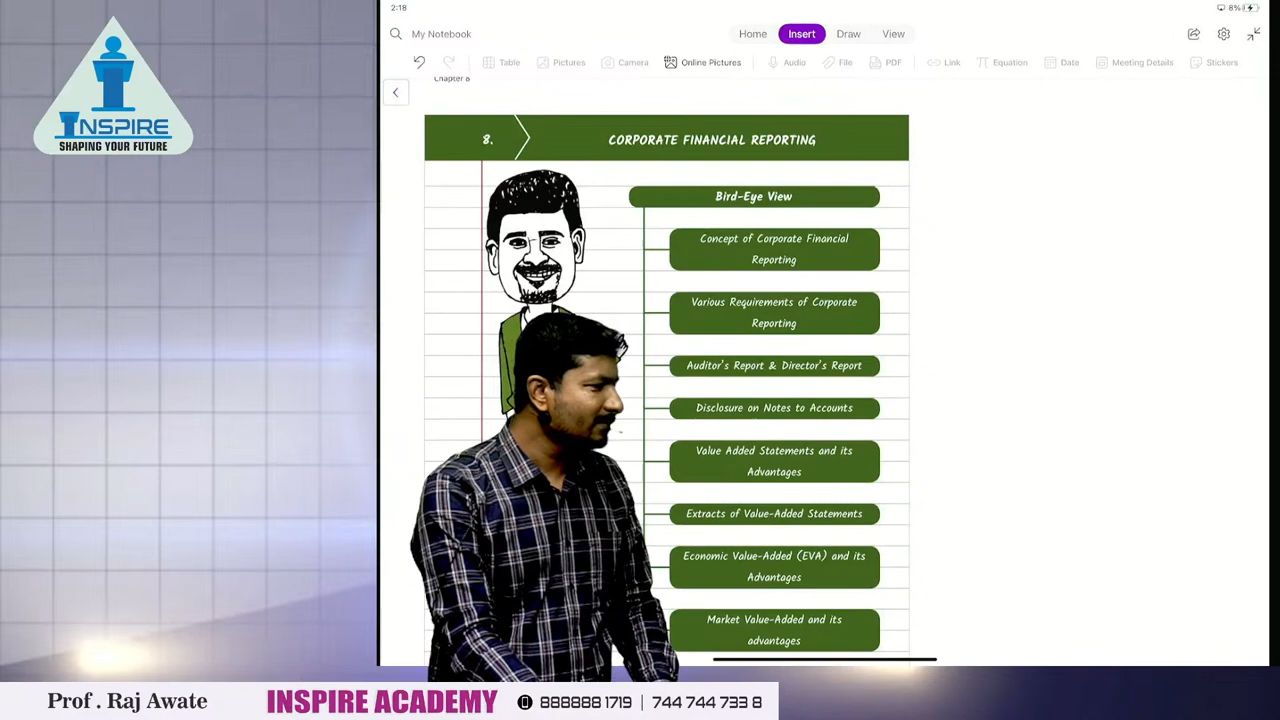 2:18
8%
My Notebook
Home
Insert
Draw
View
Table
Pictures
Camera
Online Pictures
Audio
File
PDF
Link
Equation
Date
Meeting Details
Stickers
Chapter 8
INSPIRE
SHAPING YOUR FUTURE
8.
CORPORATE FINANCIAL REPORTING
Bird-Eye View
Concept of Corporate Financial
Reporting
Various Requirements of Corporate
Reporting
Auditor's Report & Director's Report
Disclosure on Notes to Accounts
Value Added Statements and its
Advantages
Extracts of Value-Added Statements
Economic Value-Added (EVA) and its
Advantages
Market Value-Added and its
advantages
Prof . Raj Awate
INSPIRE ACADEMY
888888 1719 | 744 744 733 8